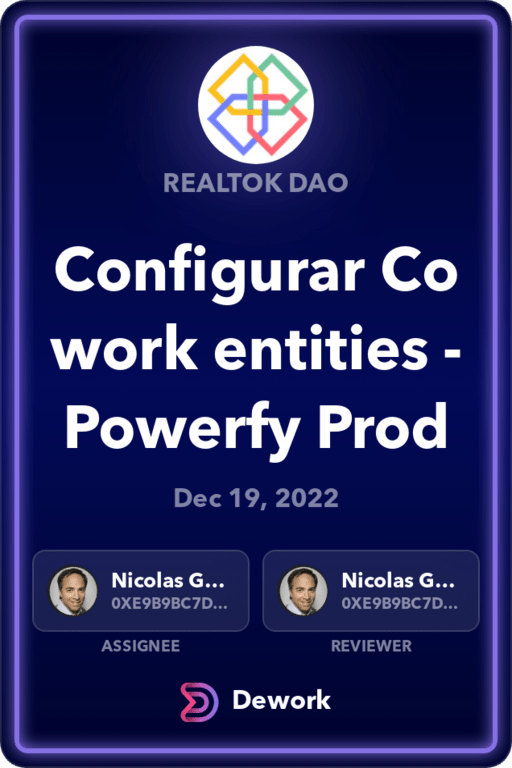 REALTOK DAO
Configurar Co
work entities -
Powerfy Prod
Dec 19, 2022
Nicolas G...
0XE9B9BC7D...
ASSIGNEE
Nicolas G...
0XE9B9BC7D...
REVIEWER
Dework